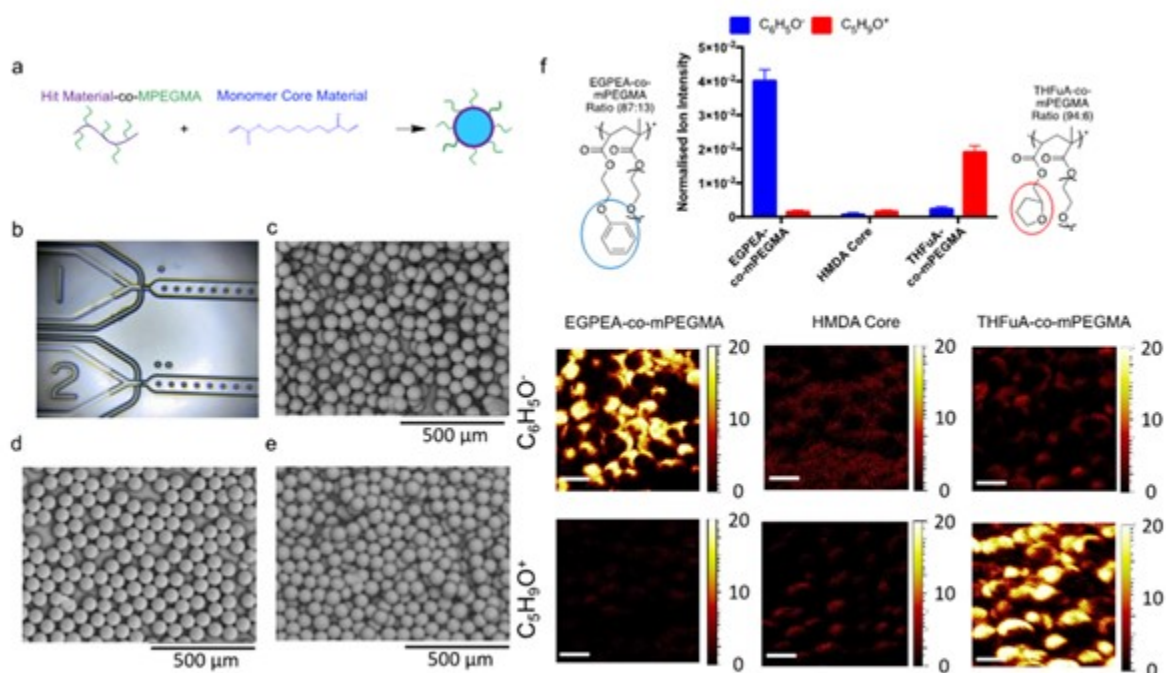 a
Hit Material-co-MPEGMA
Monomer Core Material
+
b
1
2
c
500 µm
d
500 µm
e
500 µm
f
C₆H₅O⁻
C₅H₉O⁺
EGPEA-co-
mPEGMA
Ratio (87:13)
Normalised Ion Intensity
5×10⁻²
4×10⁻²
3×10⁻²
2×10⁻²
1×10⁻²
0
EGPEA-
co-mPEGMA
HMDA Core
THFuA-
co-mPEGMA
THFuA-co-
mPEGMA
Ratio (94:6)
EGPEA-co-mPEGMA
HMDA Core
THFuA-co-mPEGMA
C₆H₅O⁻
20
10
0
20
10
0
20
10
0
C₅H₉O⁺
20
10
0
20
10
0
20
10
0